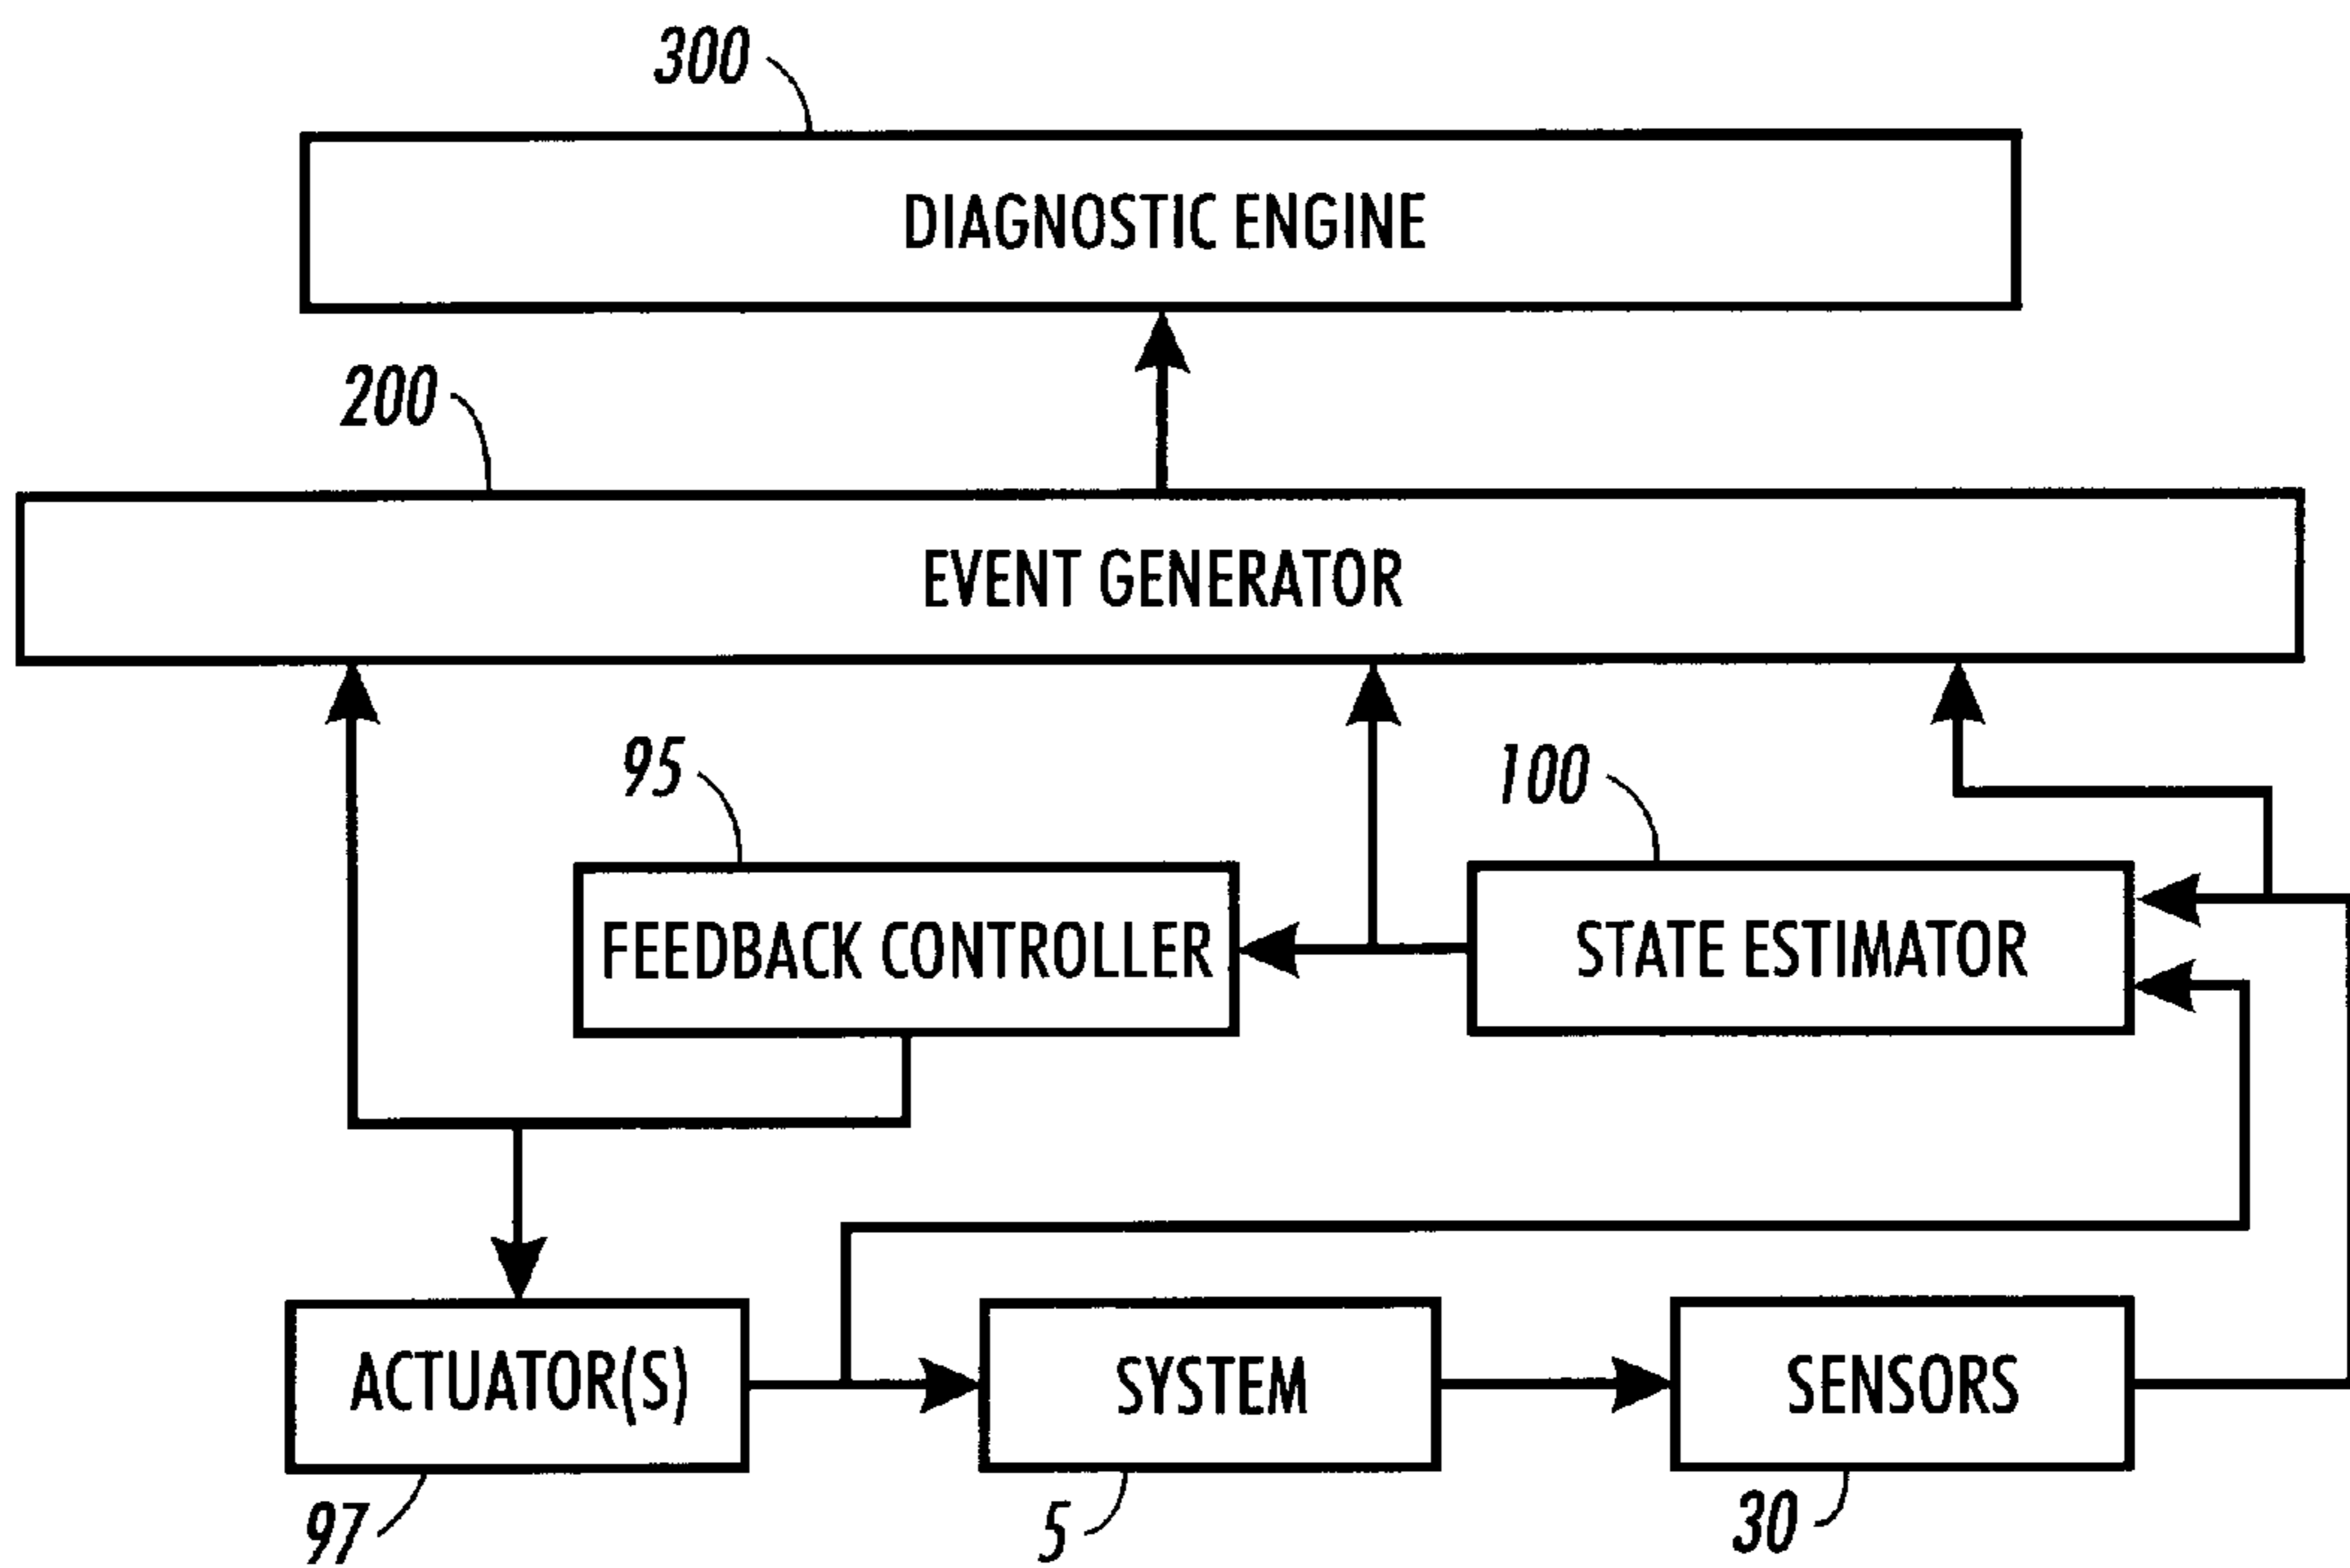 300
DIAGNOSTIC ENGINE
200
EVENT GENERATOR
95
100
FEEDBACK CONTROLLER
STATE ESTIMATOR
ACTUATOR(S)
SYSTEM
SENSORS
97
5
30